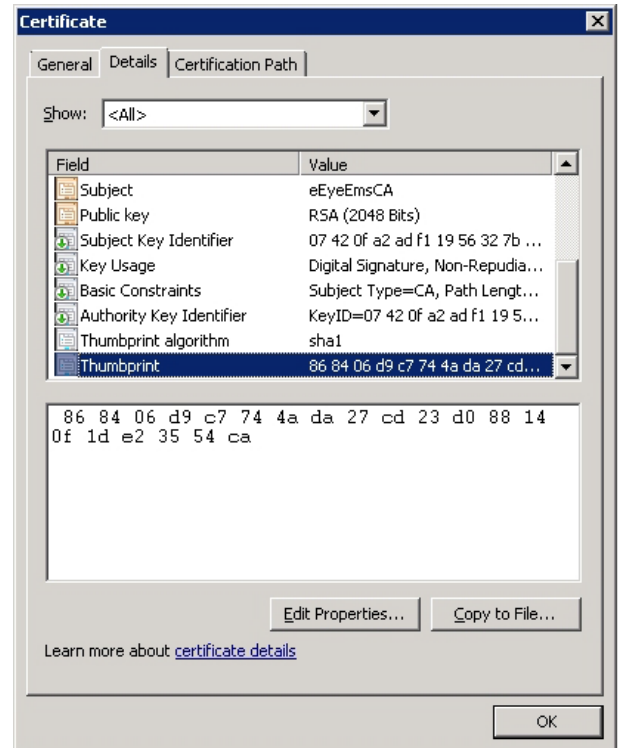 Certificate
General Details Certification Path
Show: <All>
Field Value
Subject eEyeEmsCA
Public key RSA (2048 Bits)
Subject Key Identifier 07 42 0f a2 ad f1 19 56 32 7b ...
Key Usage Digital Signature, Non-Repudia...
Basic Constraints Subject Type=CA, Path Lengt...
Authority Key Identifier KeyID=07 42 0f a2 ad f1 19 5...
Thumbprint algorithm sha1
Thumbprint 86 84 06 d9 c7 74 4a da 27 cd...
86 84 06 d9 c7 74 4a da 27 cd 23 d0 88 14
0f 1d e2 35 54 ca
Edit Properties... Copy to File...
Learn more about certificate details
OK